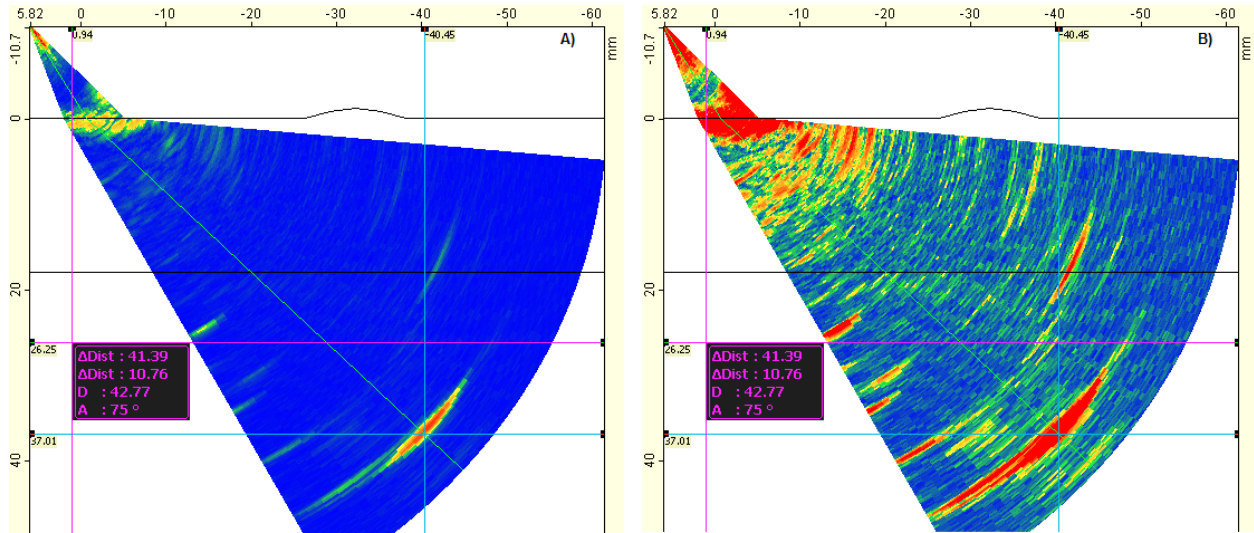 5.82 0 -10 -20 -30 -40 -50 -60
0.94 -40.45 A)
-10.7
mm
0
20
26.25
ΔDist : 41.39
ΔDist : 10.76
D : 42.77
A : 75 °
37.01
40
5.82 0 -10 -20 -30 -40 -50 -60
0.94 -40.45 B)
-10.7
mm
0
20
26.25
ΔDist : 41.39
ΔDist : 10.76
D : 42.77
A : 75 °
37.01
40